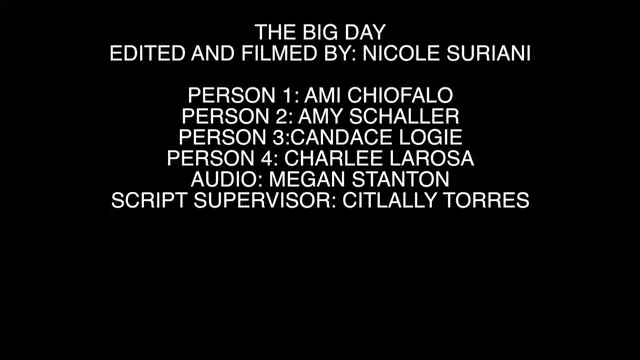 THE BIG DAY
EDITED AND FILMED BY: NICOLE SURIANI
PERSON 1: AMI CHIOFALO
PERSON 2: AMY SCHALLER
PERSON 3:CANDACE LOGIE
PERSON 4: CHARLEE LAROSA
AUDIO: MEGAN STANTON
SCRIPT SUPERVISOR: CITLALLY TORRES